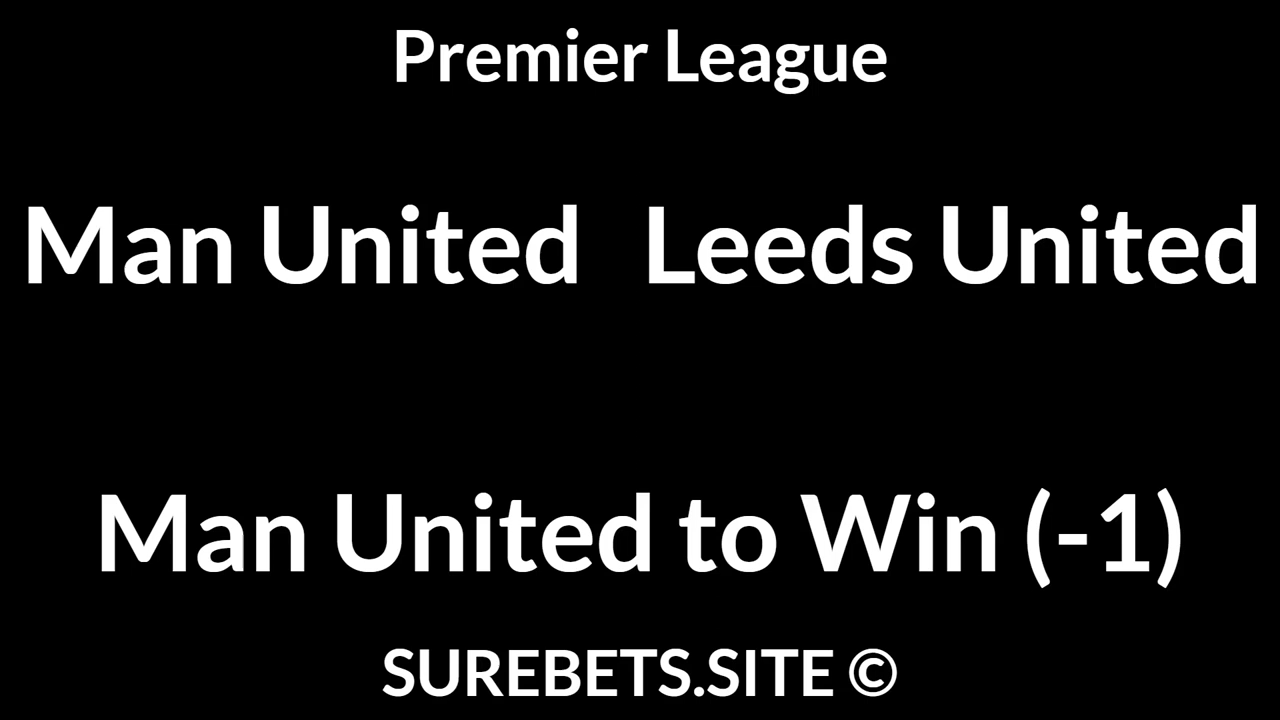 Premier League
Man United Leeds United
Man United to Win (-1)
SUREBETS.SITE ©